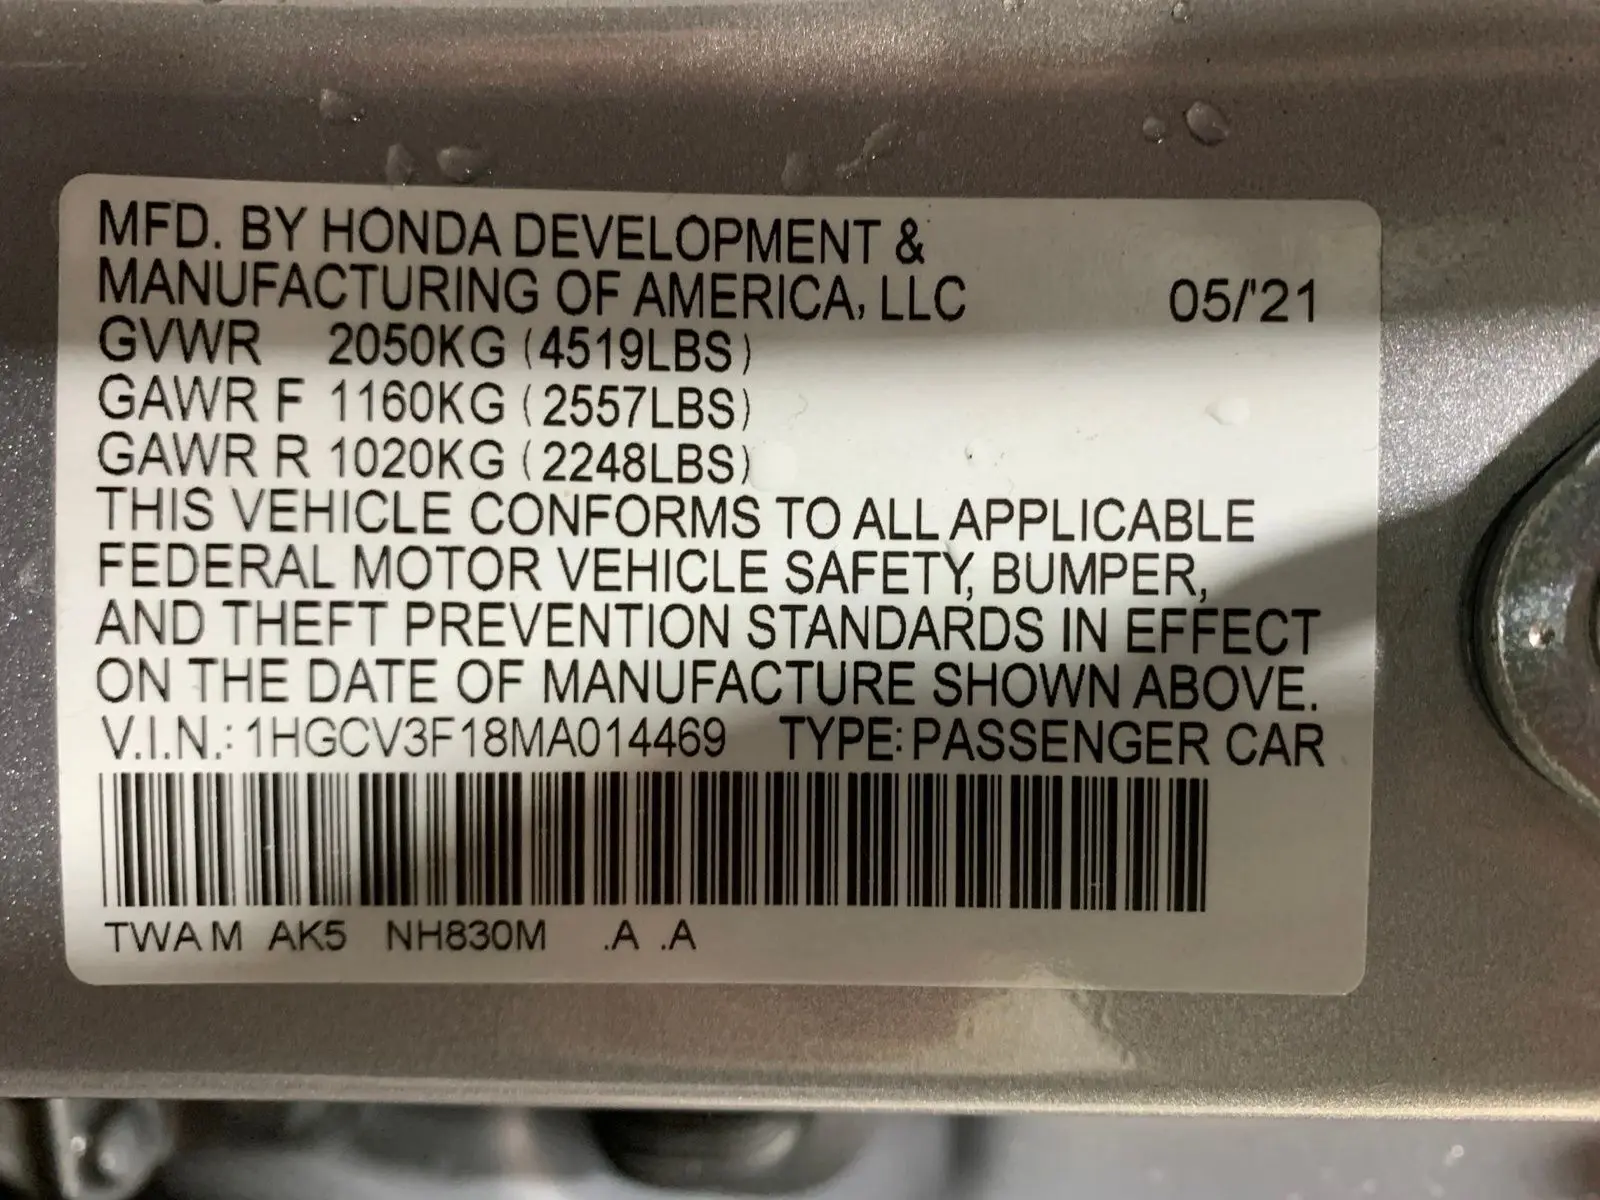 MFD. BY HONDA DEVELOPMENT &
MANUFACTURING OF AMERICA, LLC 05/'21
GVWR 2050KG (4519LBS)
GAWR F 1160KG (2557LBS)
GAWR R 1020KG (2248LBS)
THIS VEHICLE CONFORMS TO ALL APPLICABLE
FEDERAL MOTOR VEHICLE SAFETY, BUMPER,
AND THEFT PREVENTION STANDARDS IN EFFECT
ON THE DATE OF MANUFACTURE SHOWN ABOVE.
V.I.N.: 1HGCV3F18MA014469 TYPE: PASSENGER CAR
TWA M AK5 NH830M .A .A